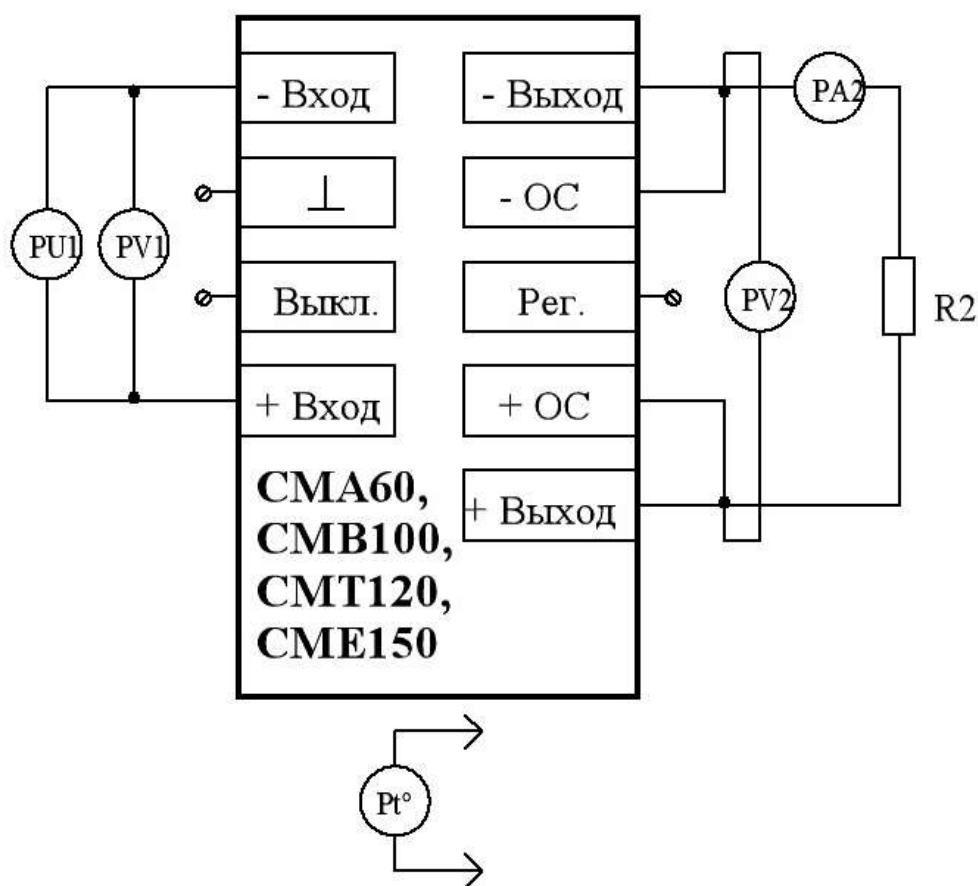 - Вход
- Выход
PA2
⊥
- ОС
PU1
PV1
Выкл.
Рег.
PV2
R2
+ Вход
+ ОС
+ Выход
СМА60,
СМВ100,
СМТ120,
СМЕ150
Pt°